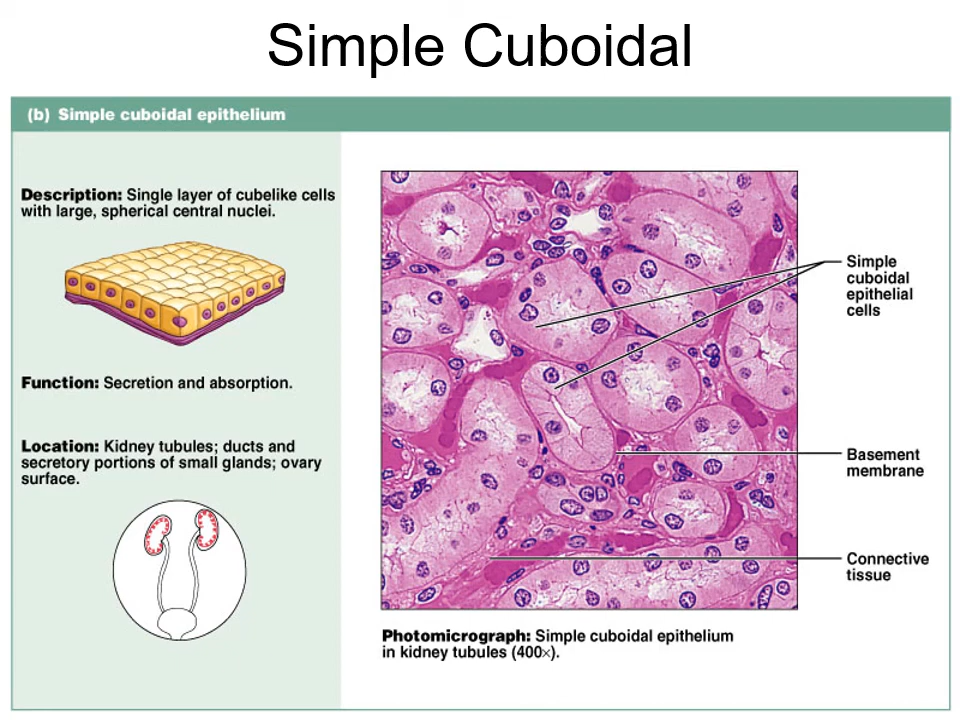 Simple Cuboidal
(b) Simple cuboidal epithelium
Description: Single layer of cubelike cells
with large, spherical central nuclei.
Function: Secretion and absorption.
Location: Kidney tubules; ducts and
secretory portions of small glands; ovary
surface.
Simple
cuboidal
epithelial
cells
Basement
membrane
Connective
tissue
Photomicrograph: Simple cuboidal epithelium
in kidney tubules (400×).